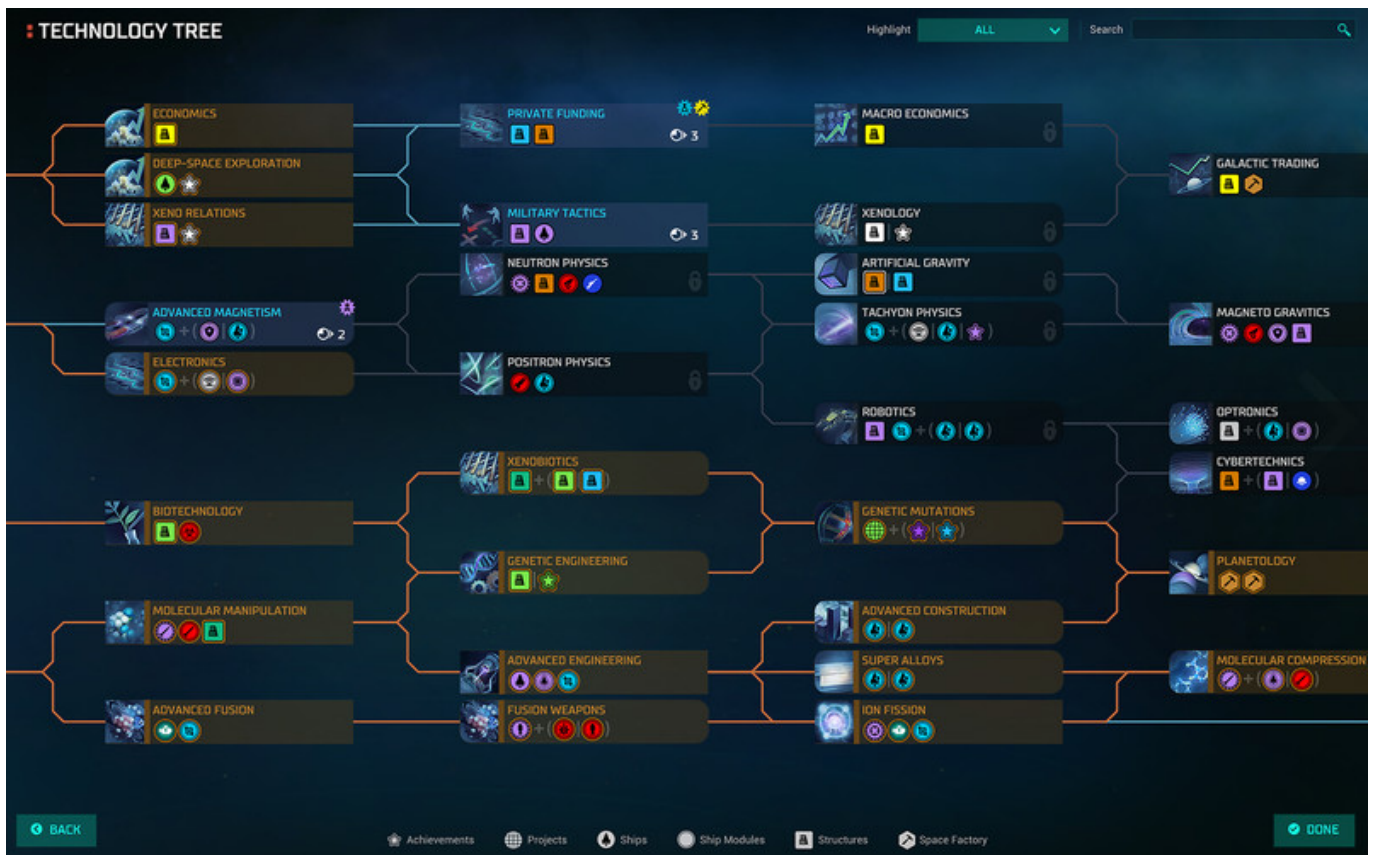 TECHNOLOGY TREE
Highlight ALL Search
ECONOMICS
PRIVATE FUNDING
3
MACRO ECONOMICS
DEEP-SPACE EXPLORATION
GALACTIC TRADING
XENO RELATIONS
MILITARY TACTICS
3
XENOLOGY
NEUTRON PHYSICS
ARTIFICIAL GRAVITY
ADVANCED MAGNETISM
+ ( | )
2
TACHYON PHYSICS
+ ( | | )
MAGNETO GRAVITICS
ELECTRONICS
+ ( | )
POSITRON PHYSICS
ROBOTICS
+ ( | )
OPTRONICS
+ ( | )
XENOBIOTICS
+ ( | )
CYBERTECHNICS
+ ( | )
BIOTECHNOLOGY
GENETIC MUTATIONS
+ ( | )
GENETIC ENGINEERING
PLANETOLOGY
MOLECULAR MANIPULATION
ADVANCED CONSTRUCTION
ADVANCED ENGINEERING
SUPER ALLOYS
MOLECULAR COMPRESSION
+ ( | )
ADVANCED FUSION
FUSION WEAPONS
+ ( | )
ION FISSION
BACK
Achievements Projects Ships Ship Modules Structures Space Factory
DONE